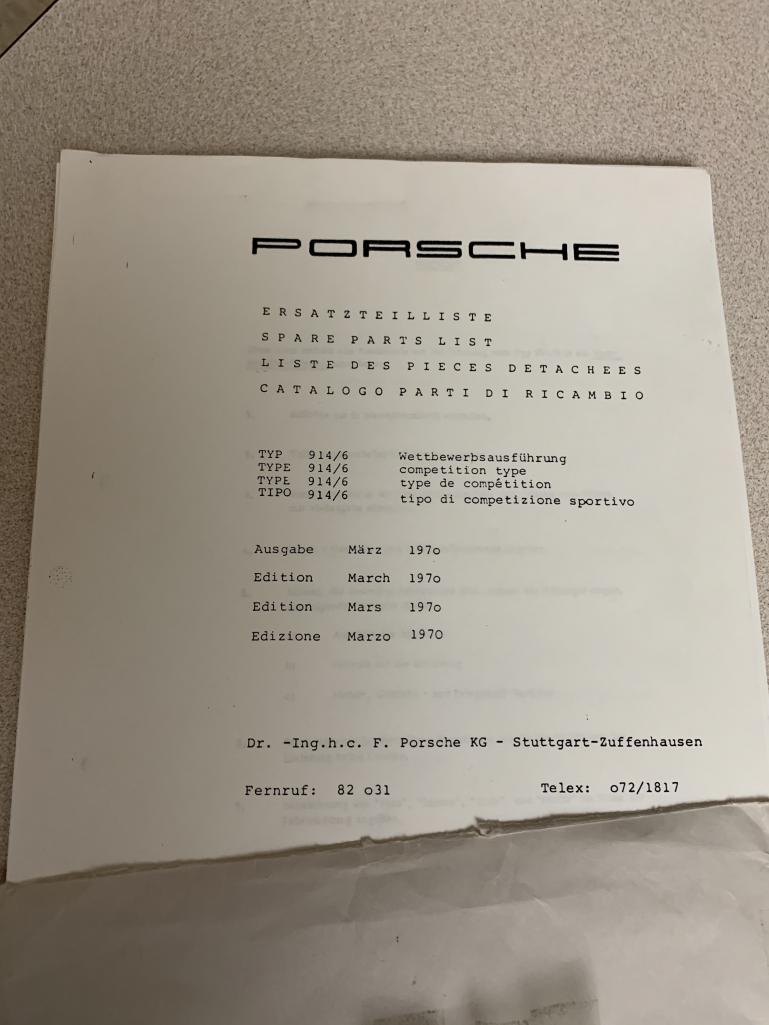 PORSCHE
ERSATZTEILLISTE
SPARE PARTS LIST
LISTE DES PIECES DETACHEES
CATALOGO PARTI DI RICAMBIO
TYP 914/6 Wettbewerbsausführung
TYPE 914/6 competition type
TYPE 914/6 type de compétition
TIPO 914/6 tipo di competizione sportivo
Ausgabe März 197o
Edition March 197o
Edition Mars 197o
Edizione Marzo 1970
Dr. -Ing.h.c. F. Porsche KG - Stuttgart-Zuffenhausen
Fernruf: 82 o31 Telex: o72/1817